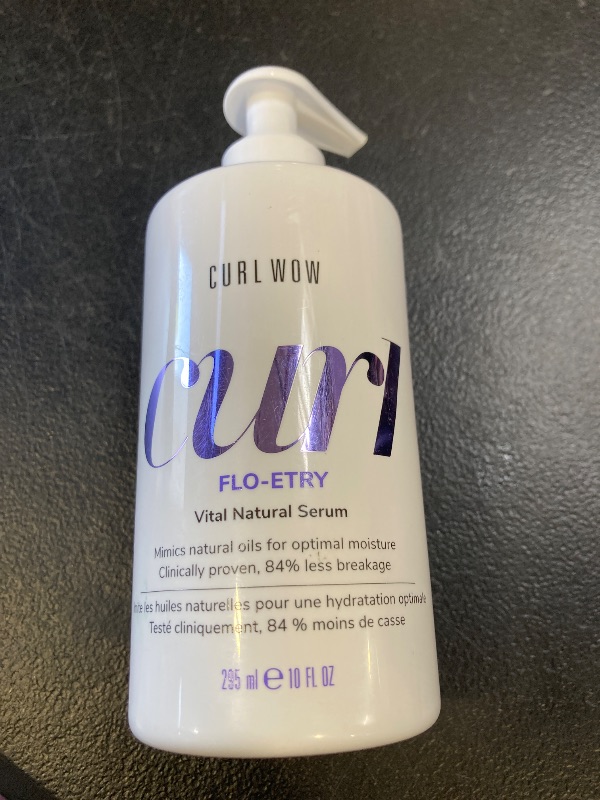 CURL WOW
curl
FLO-ETRY
Vital Natural Serum
Mimics natural oils for optimal moisture
Clinically proven, 84% less breakage
les huiles naturelles pour une hydratation optimale
Testé cliniquement, 84 % moins de casse
295 ml e 10 FL OZ